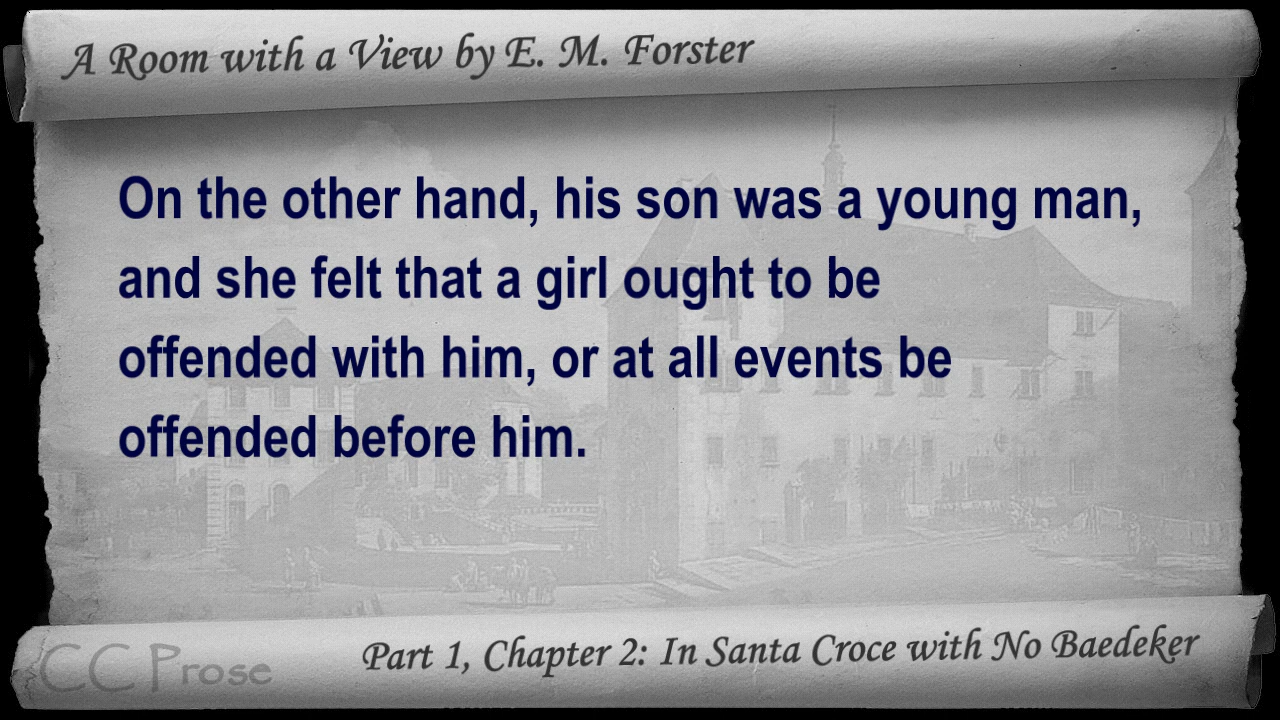 A Room with a View by E. M. Forster
On the other hand, his son was a young man,
and she felt that a girl ought to be
offended with him, or at all events be
offended before him.
Part 1, Chapter 2: In Santa Croce with No Baedeker
CC Prose